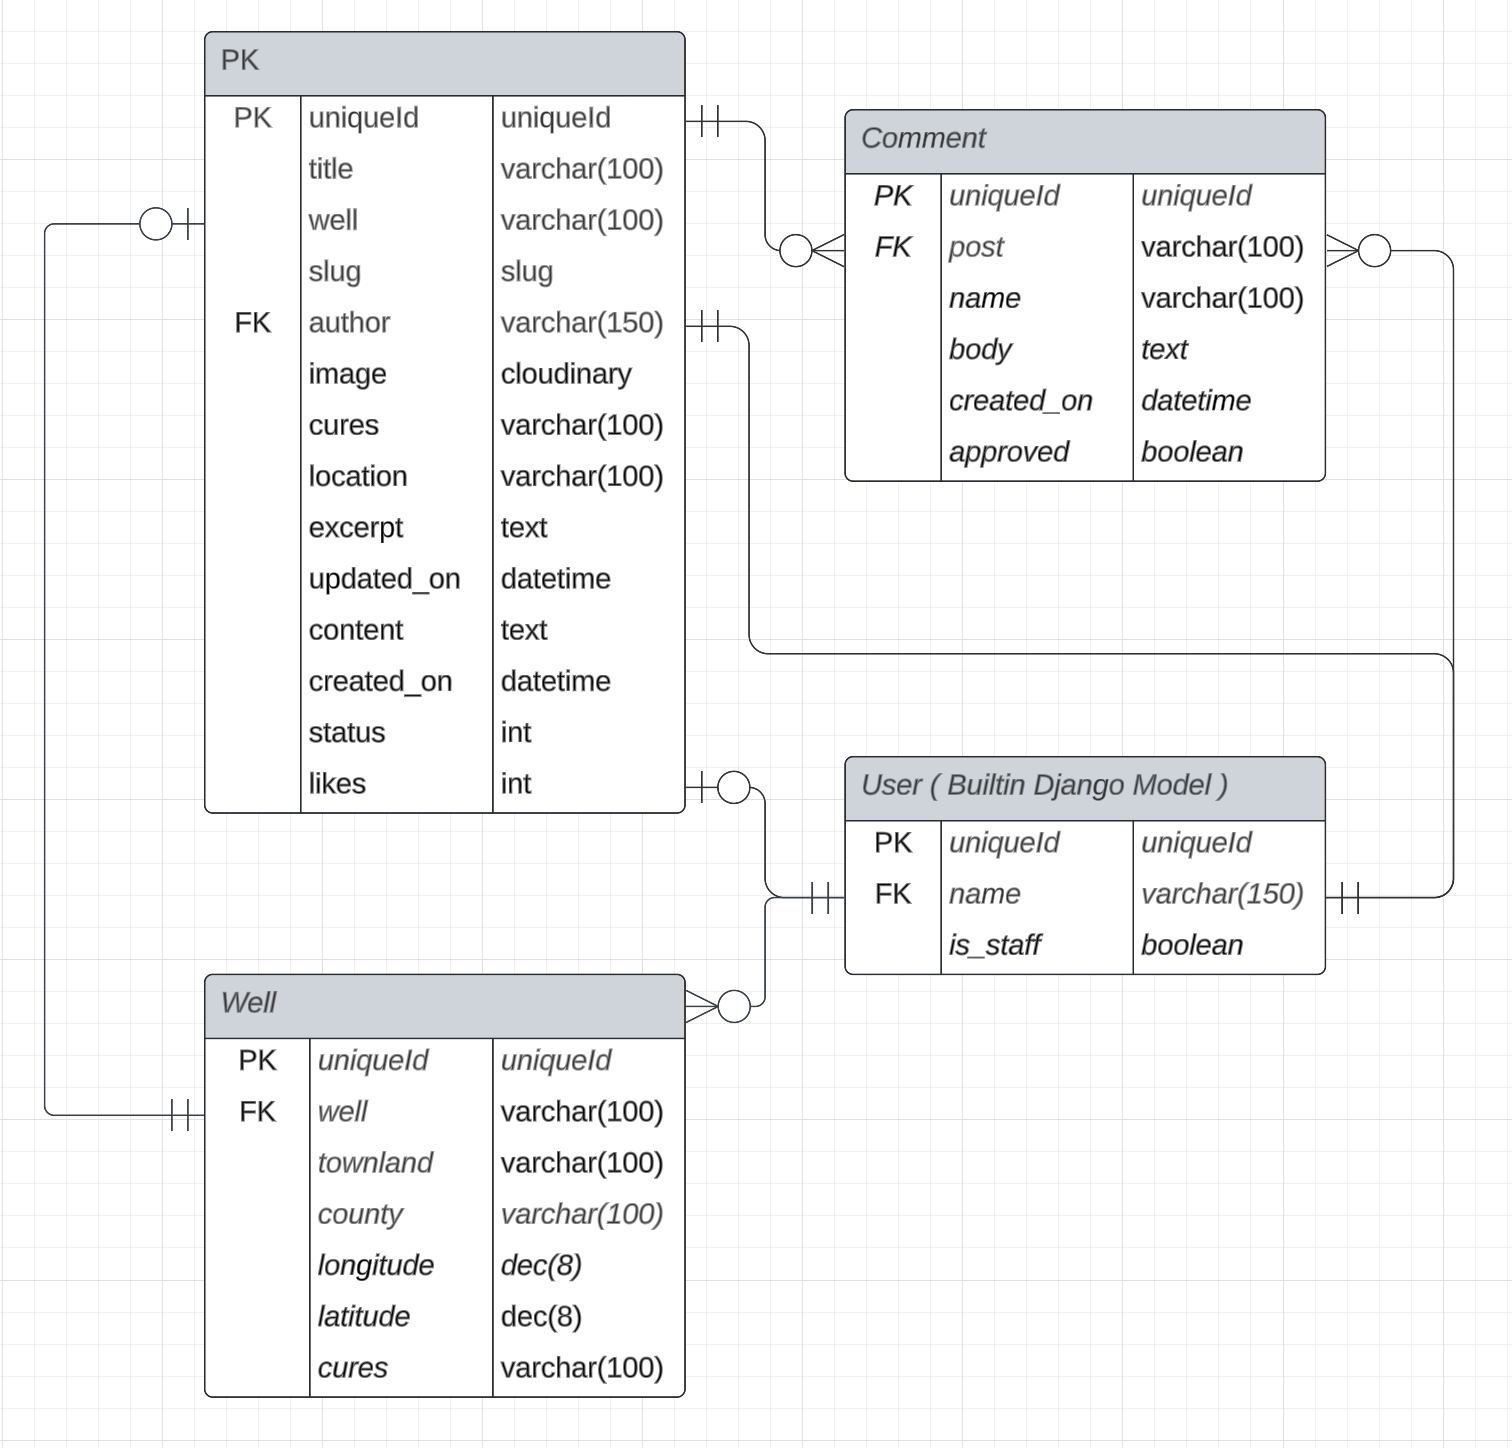 PK
PK uniqueId uniqueId
title varchar(100)
well varchar(100)
slug slug
FK author varchar(150)
image cloudinary
cures varchar(100)
location varchar(100)
excerpt text
updated_on datetime
content text
created_on datetime
status int
likes int
Comment
PK uniqueId uniqueId
FK post varchar(100)
name varchar(100)
body text
created_on datetime
approved boolean
User ( Builtin Django Model )
PK uniqueId uniqueId
FK name varchar(150)
is_staff boolean
Well
PK uniqueId uniqueId
FK well varchar(100)
townland varchar(100)
county varchar(100)
longitude dec(8)
latitude dec(8)
cures varchar(100)